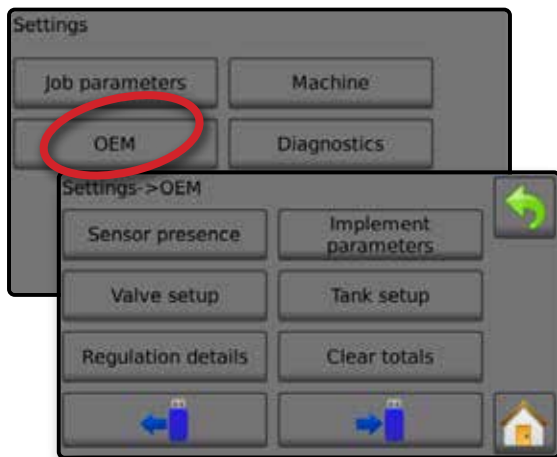 Settings
Job parameters
Machine
OEM
Diagnostics
Settings->OEM
Sensor presence
Implement
parameters
Valve setup
Tank setup
Regulation details
Clear totals